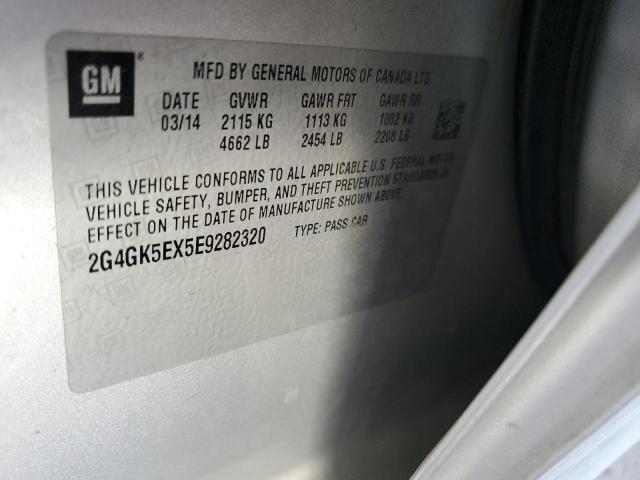 GM
MFD BY GENERAL MOTORS OF CANADA LTD.
DATE GVWR GAWR FRT GAWR RR
03/14 2115 KG 1113 KG 1002 KG
4662 LB 2454 LB 2208 LB
THIS VEHICLE CONFORMS TO ALL APPLICABLE U.S. FEDERAL MOTOR
VEHICLE SAFETY, BUMPER, AND THEFT PREVENTION STANDARDS IN
EFFECT ON THE DATE OF MANUFACTURE SHOWN ABOVE.
2G4GK5EX5E9282320 TYPE: PASS CAR